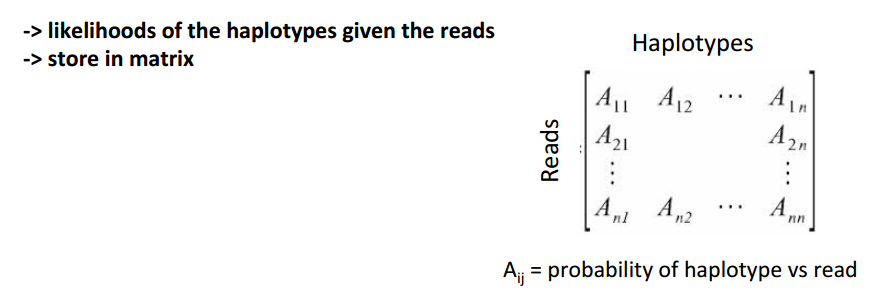 -> likelihoods of the haplotypes given the reads
-> store in matrix
Haplotypes
Reads
A11 A12 ... A1n
A21 A2n
⋮ ⋮
An1 An2 ... Ann
Aij = probability of haplotype vs read